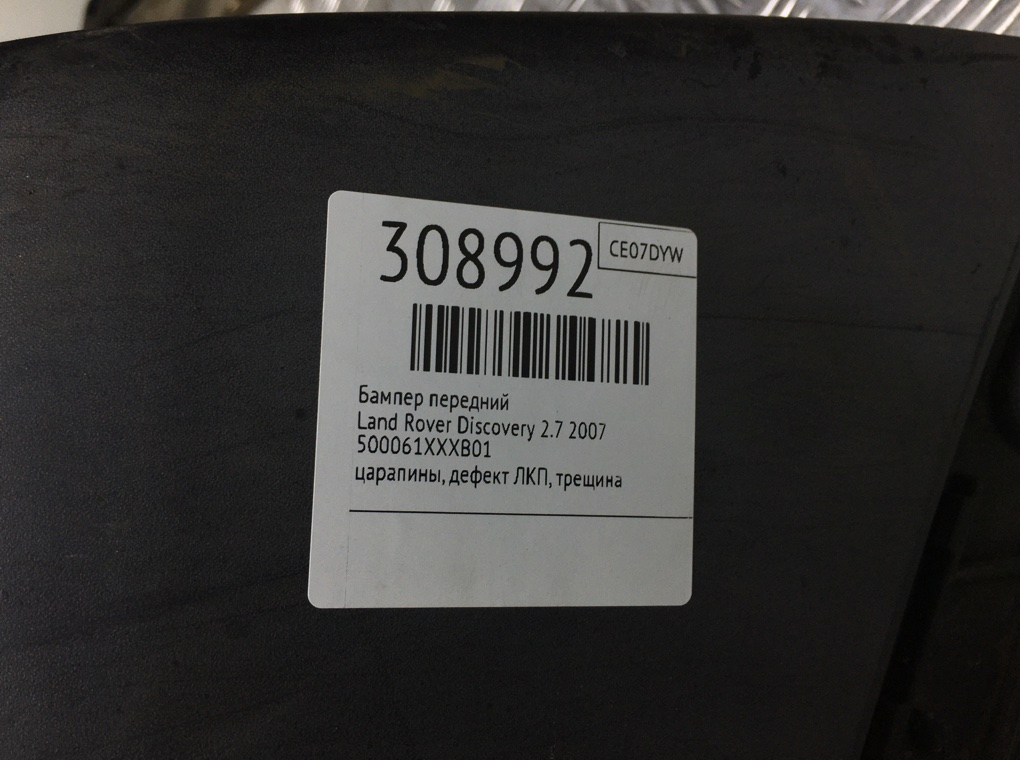 308992
CE07DYW
Бампер передний
Land Rover Discovery 2.7 2007
500061XXXB01
царапины, дефект ЛКП, трещина